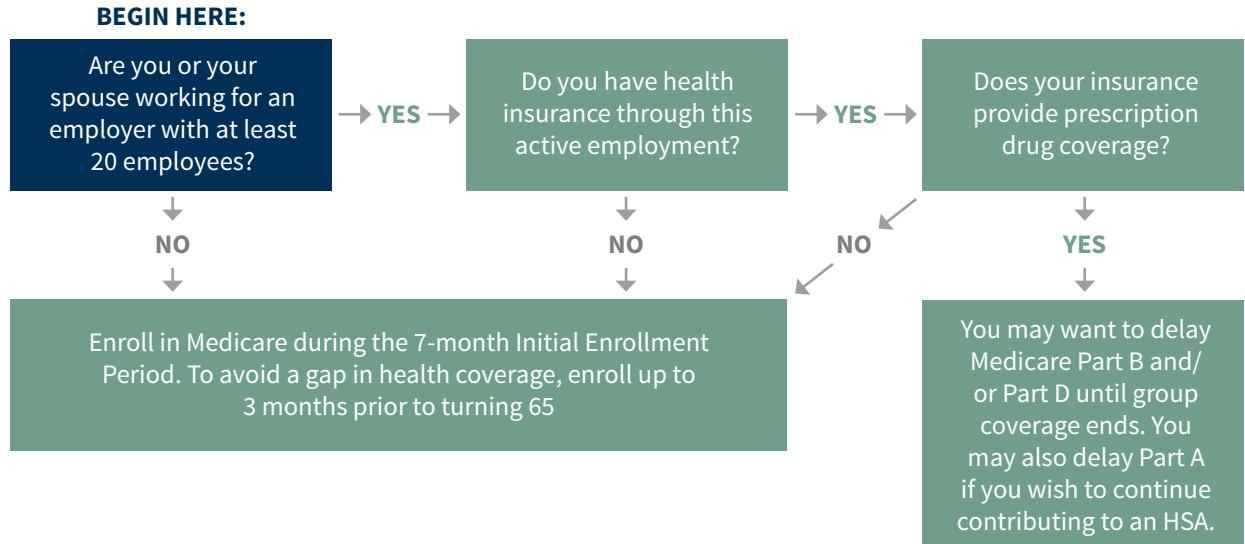 BEGIN HERE:
Are you or your
spouse working for an
employer with at least
20 employees?
YES
Do you have health
insurance through this
active employment?
YES
Does your insurance
provide prescription
drug coverage?
NO
NO
NO
YES
Enroll in Medicare during the 7-month Initial Enrollment
Period. To avoid a gap in health coverage, enroll up to
3 months prior to turning 65
You may want to delay
Medicare Part B and/
or Part D until group
coverage ends. You
may also delay Part A
if you wish to continue
contributing to an HSA.